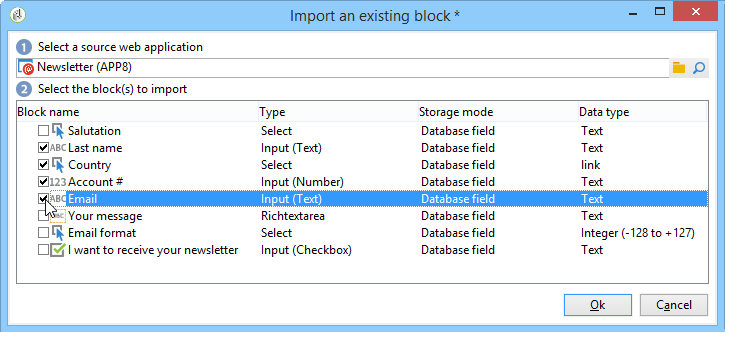 Import an existing block *
1 Select a source web application
Newsletter (APP8)
2 Select the block(s) to import
Block name Type Storage mode Data type
Salutation Select Database field Text
ABC Last name Input (Text) Database field Text
Country Select Database field link
123 Account # Input (Number) Database field Text
ABC Email Input (Text) Database field Text
ABC Your message Richtextarea Database field Text
Email format Select Database field Integer (-128 to +127)
I want to receive your newsletter Input (Checkbox) Database field Text
Ok Cancel